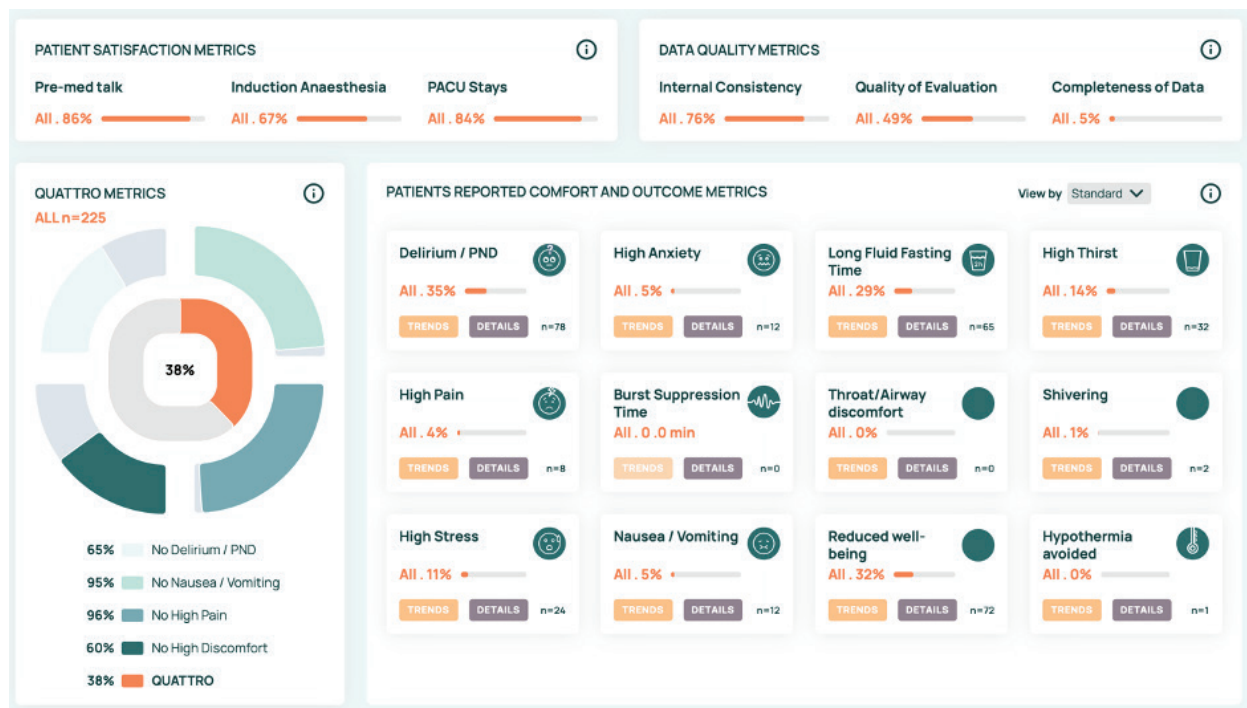 PATIENT SATISFACTION METRICS
Pre-med talk
All . 86%
Induction Anaesthesia
All . 67%
PACU Stays
All . 84%
DATA QUALITY METRICS
Internal Consistency
All . 76%
Quality of Evaluation
All . 49%
Completeness of Data
All . 5%
QUATTRO METRICS
ALL n=225
38%
65% No Delirium / PND
95% No Nausea / Vomiting
96% No High Pain
60% No High Discomfort
38% QUATTRO
PATIENTS REPORTED COMFORT AND OUTCOME METRICS
View by Standard
Delirium / PND
All . 35%
TRENDS DETAILS n=78
High Anxiety
All . 5%
TRENDS DETAILS n=12
Long Fluid Fasting
Time
All . 29%
TRENDS DETAILS n=65
High Thirst
All . 14%
TRENDS DETAILS n=32
High Pain
All . 4%
TRENDS DETAILS n=8
Burst Suppression
Time
All . 0 .0 min
TRENDS DETAILS n=0
Throat/Airway
discomfort
All . 0%
TRENDS DETAILS n=0
Shivering
All . 1%
TRENDS DETAILS n=2
High Stress
All . 11%
TRENDS DETAILS n=24
Nausea / Vomiting
All . 5%
TRENDS DETAILS n=12
Reduced well-
being
All . 32%
TRENDS DETAILS n=72
Hypothermia
avoided
All . 0%
TRENDS DETAILS n=1